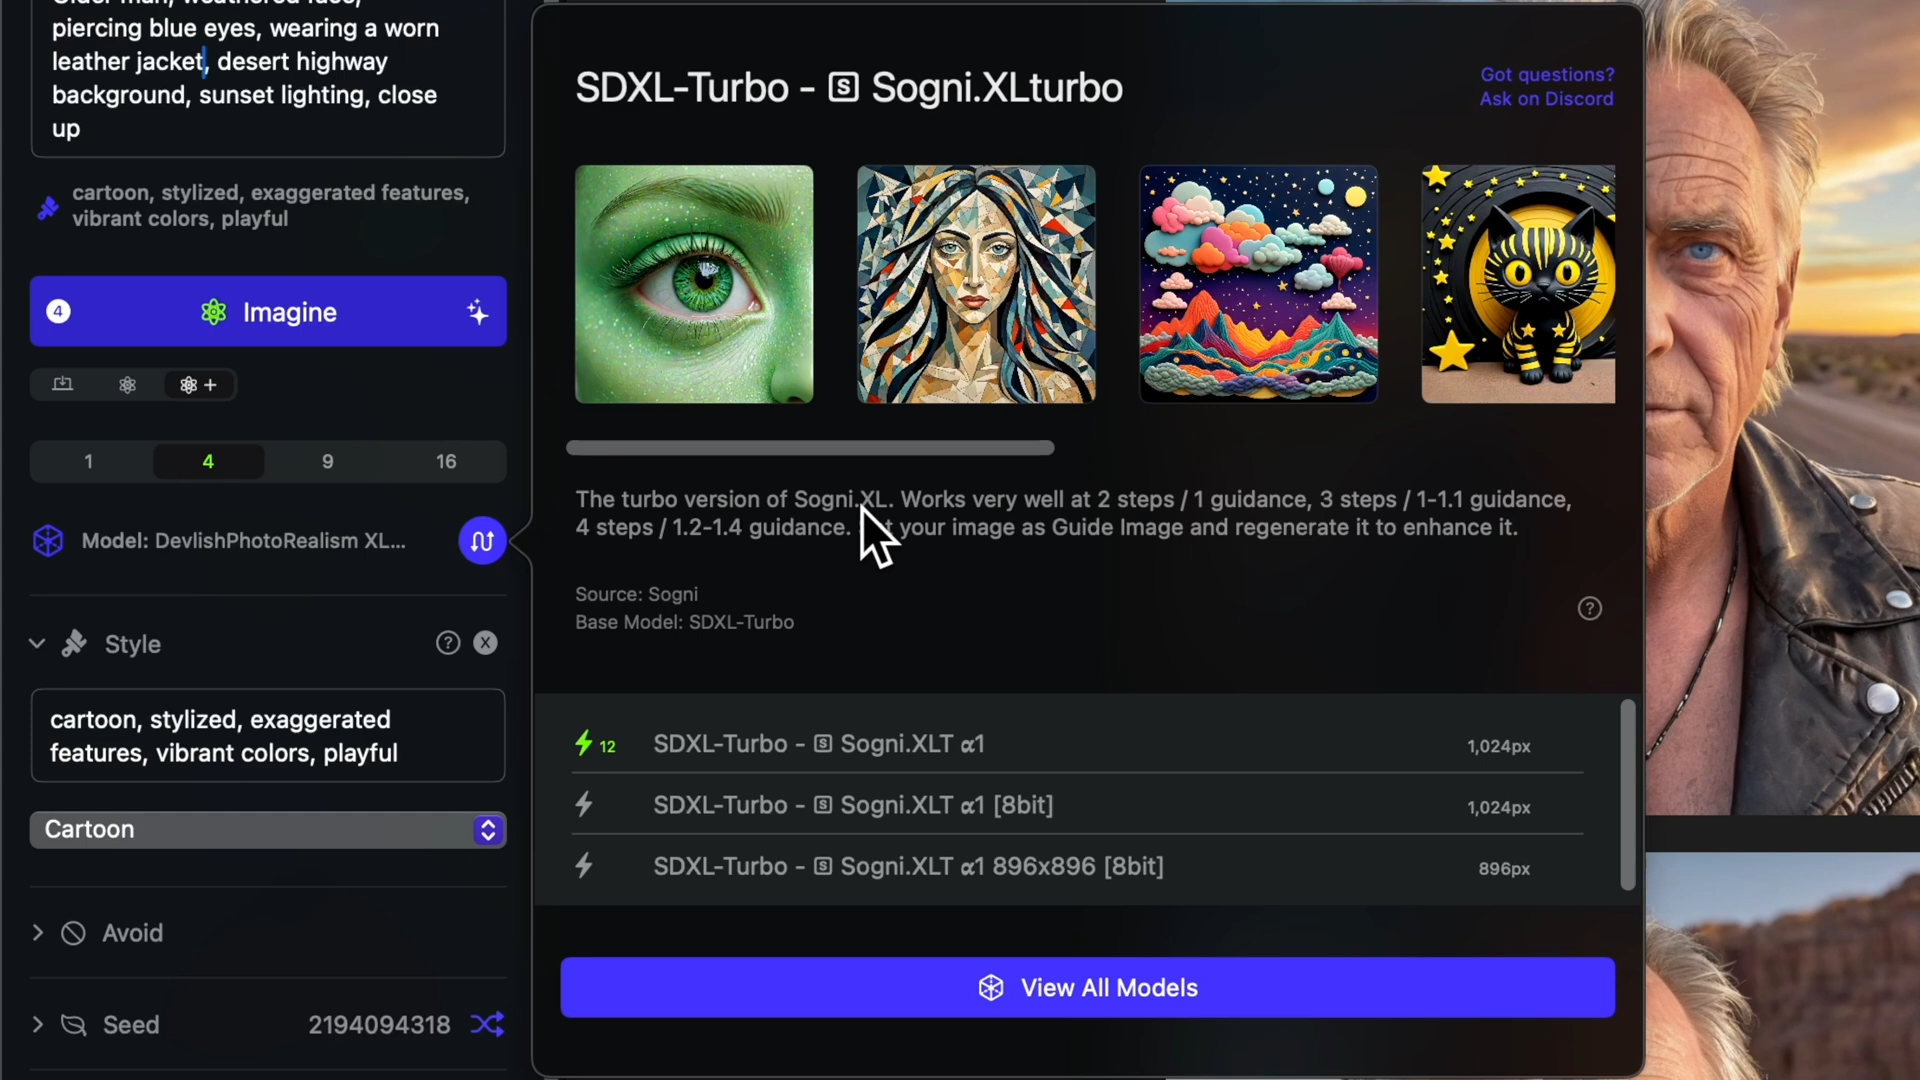 Older man, weathered face,
piercing blue eyes, wearing a worn
leather jacket, desert highway
background, sunset lighting, close
up
cartoon, stylized, exaggerated features,
vibrant colors, playful
4
Imagine
1
4
9
16
Model: DevlishPhotoRealism XL...
Style
cartoon, stylized, exaggerated
features, vibrant colors, playful
Cartoon
Avoid
Seed
2194094318
SDXL-Turbo - S Sogni.XLturbo
Got questions?
Ask on Discord
The turbo version of Sogni.XL. Works very well at 2 steps / 1 guidance, 3 steps / 1-1.1 guidance,
4 steps / 1.2-1.4 guidance. your image as Guide Image and regenerate it to enhance it.
Source: Sogni
Base Model: SDXL-Turbo
12
SDXL-Turbo - S Sogni.XLT α1
1,024px
SDXL-Turbo - S Sogni.XLT α1 [8bit]
1,024px
SDXL-Turbo - S Sogni.XLT α1 896x896 [8bit]
896px
View All Models